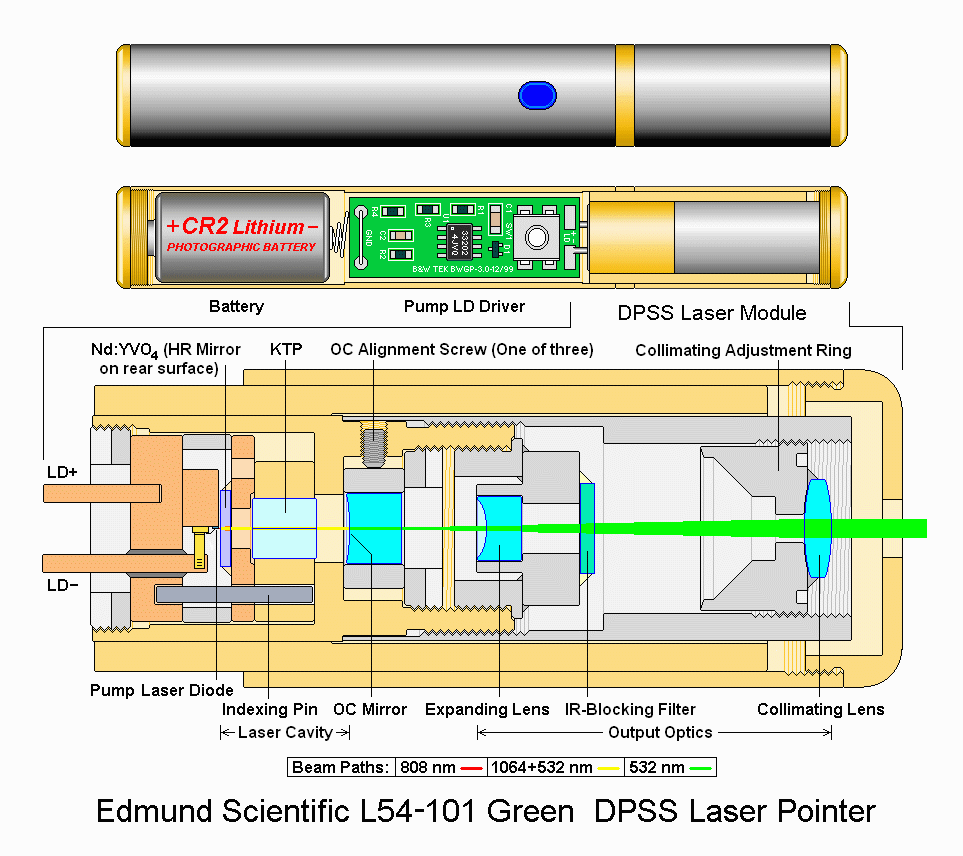 +CR2 Lithium−
PHOTOGRAPHIC BATTERY
R4
GND
C2
R2
R3
U1
R1
33202
4JVQ
C1
SW1
D1
+
LD
−
B&W TEK BWGP-3.0-12/99
Battery
Pump LD Driver
DPSS Laser Module
Nd:YVO4 (HR Mirror
on rear surface)
KTP
OC Alignment Screw (One of three)
Collimating Adjustment Ring
LD+
LD−
Pump Laser Diode
Indexing Pin
OC Mirror
Expanding Lens
IR-Blocking Filter
Collimating Lens
Laser Cavity
Output Optics
Beam Paths: 808 nm 1064+532 nm 532 nm
Edmund Scientific L54-101 Green DPSS Laser Pointer